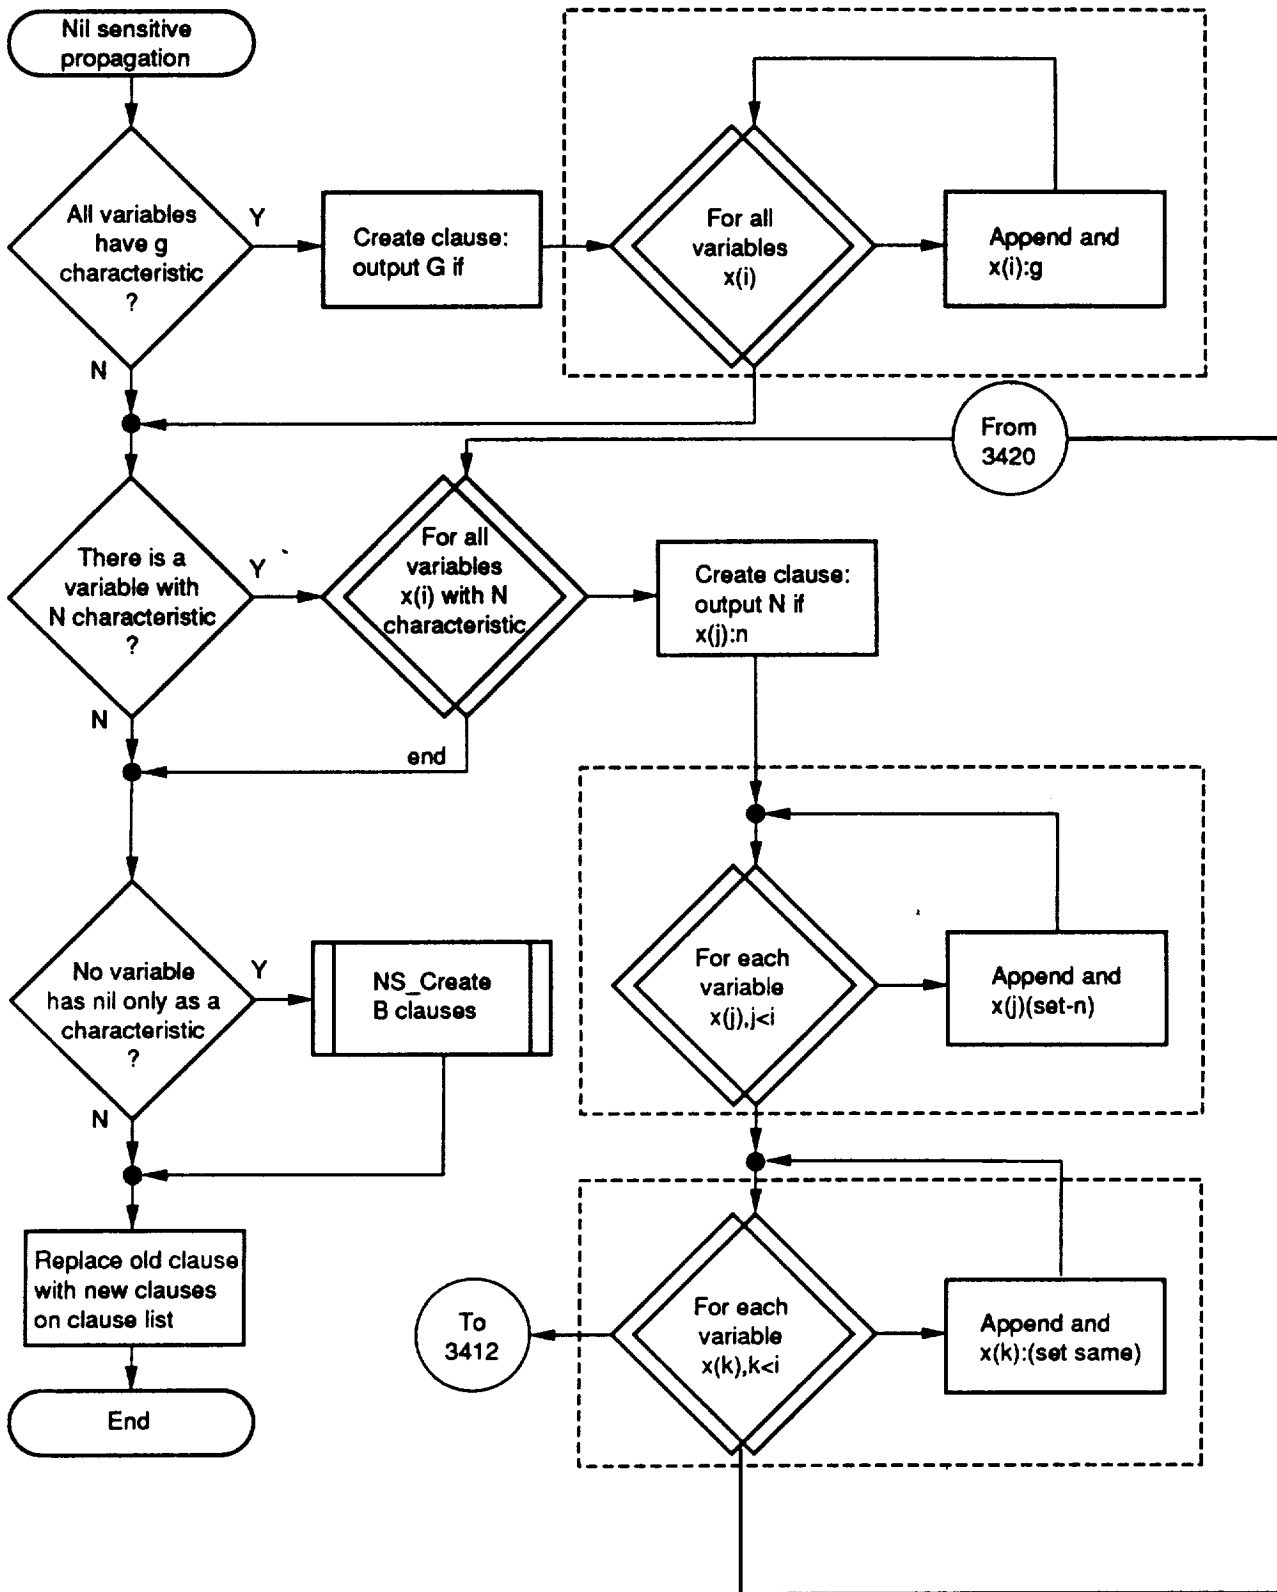 Nil sensitive
propagation
All variables
have g
characteristic
?
Y
N
Create clause:
output G if
For all
variables
x(i)
Append and
x(i):g
From
3420
There is a
variable with
N characteristic
?
Y
N
For all
variables
x(i) with N
characteristic
end
Create clause:
output N if
x(j):n
For each
variable
x(j),j<i
Append and
x(j)(set-n)
No variable
has nil only as a
characteristic
?
Y
N
NS_Create
B clauses
For each
variable
x(k),k<i
Append and
x(k):(set same)
To
3412
Replace old clause
with new clauses
on clause list
End